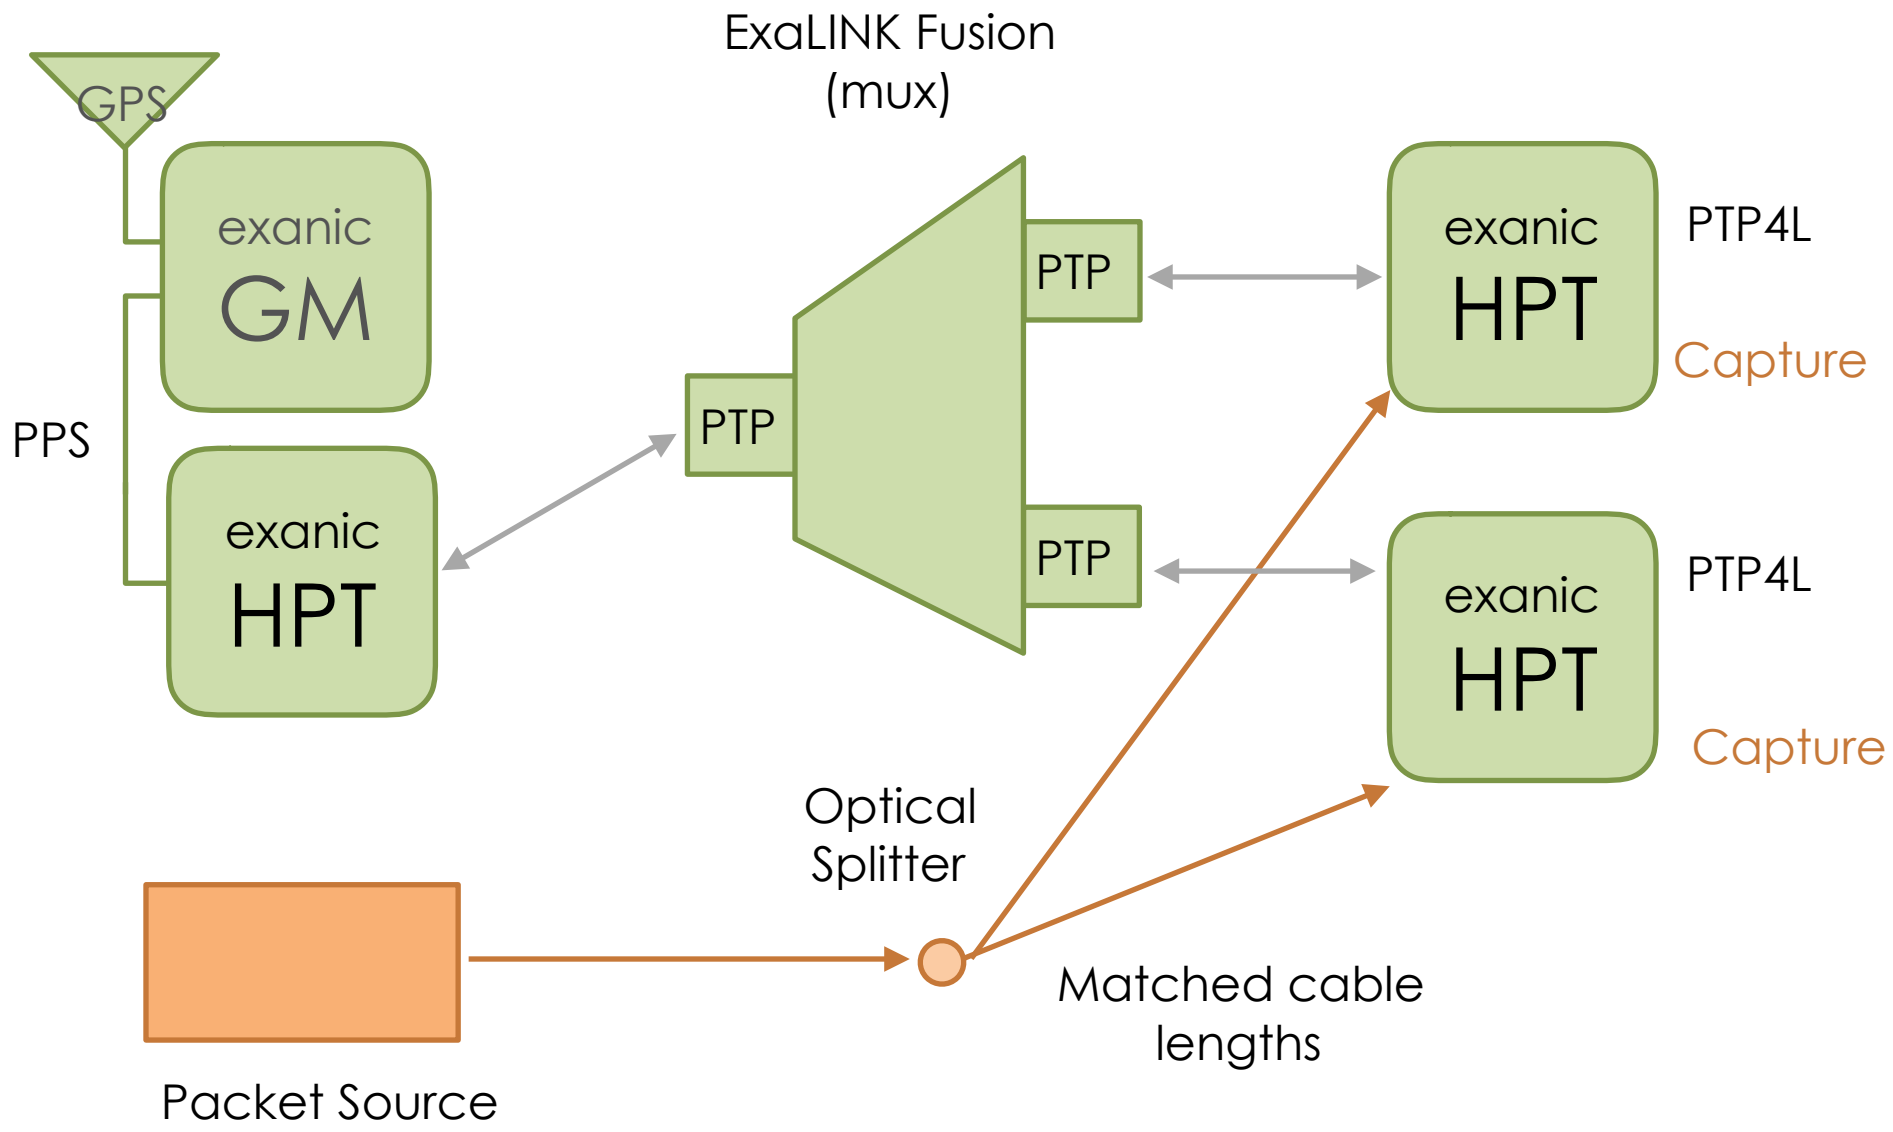 ExaLINK Fusion
(mux)
GPS
exanic
GM
PPS
exanic
HPT
PTP
PTP
PTP
exanic
HPT
PTP4L
Capture
exanic
HPT
PTP4L
Capture
Optical
Splitter
Matched cable
lengths
Packet Source